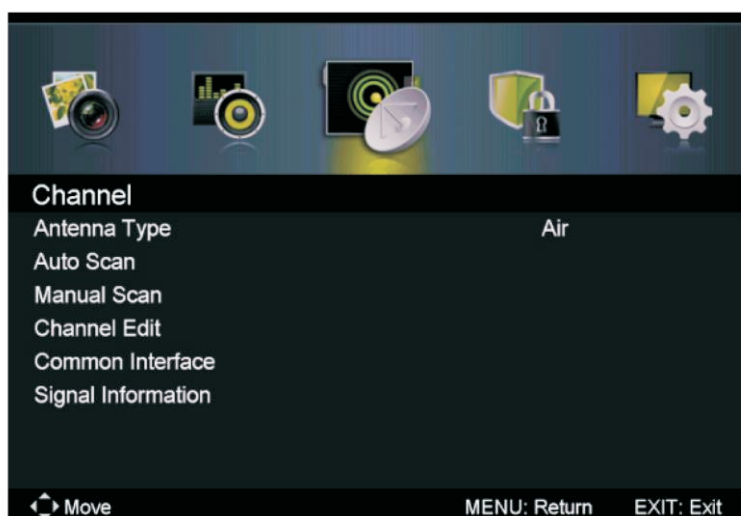 Channel
Antenna Type Air
Auto Scan
Manual Scan
Channel Edit
Common Interface
Signal Information
Move MENU: Return EXIT: Exit